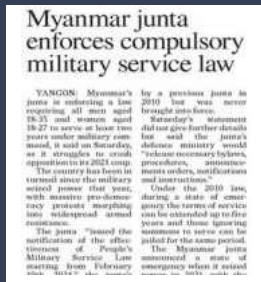 Myanmar junta
enforces compulsory
military service law
YANGON: Myanmar's
junta is enforcing a law
requiring all men aged
18-35 and women aged
18-27 to serve at least two
years under military com-
mand, it said on Saturday,
as it struggles to crush
opposition to its 2021 coup.
The country has been in
turmoil since the military
seized power that year,
with massive pro-democ-
racy protests morphing
into widespread armed
resistance.
The junta "issued the
notification of the effec-
tiveness of People's
Military Service Law
starting from February
by a previous junta in
2010 but was never
brought into force.
Saturday's statement
did not give further details
but said the junta's
defence ministry would
"release necessary bylaws,
procedures, announce-
ments orders, notifications
and instructions."
Under the 2010 law,
during a state of emer-
gency the terms of service
can be extended up to five
years and those ignoring
summons to serve can be
jailed for the same period.
The Myanmar junta
announced a state of
emergency when it seized